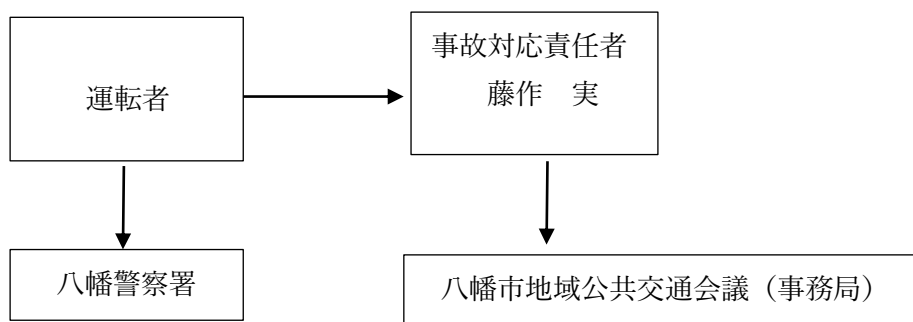 事故対応責任者
藤作　実
運転者
八幡警察署
八幡市地域公共交通会議（事務局）